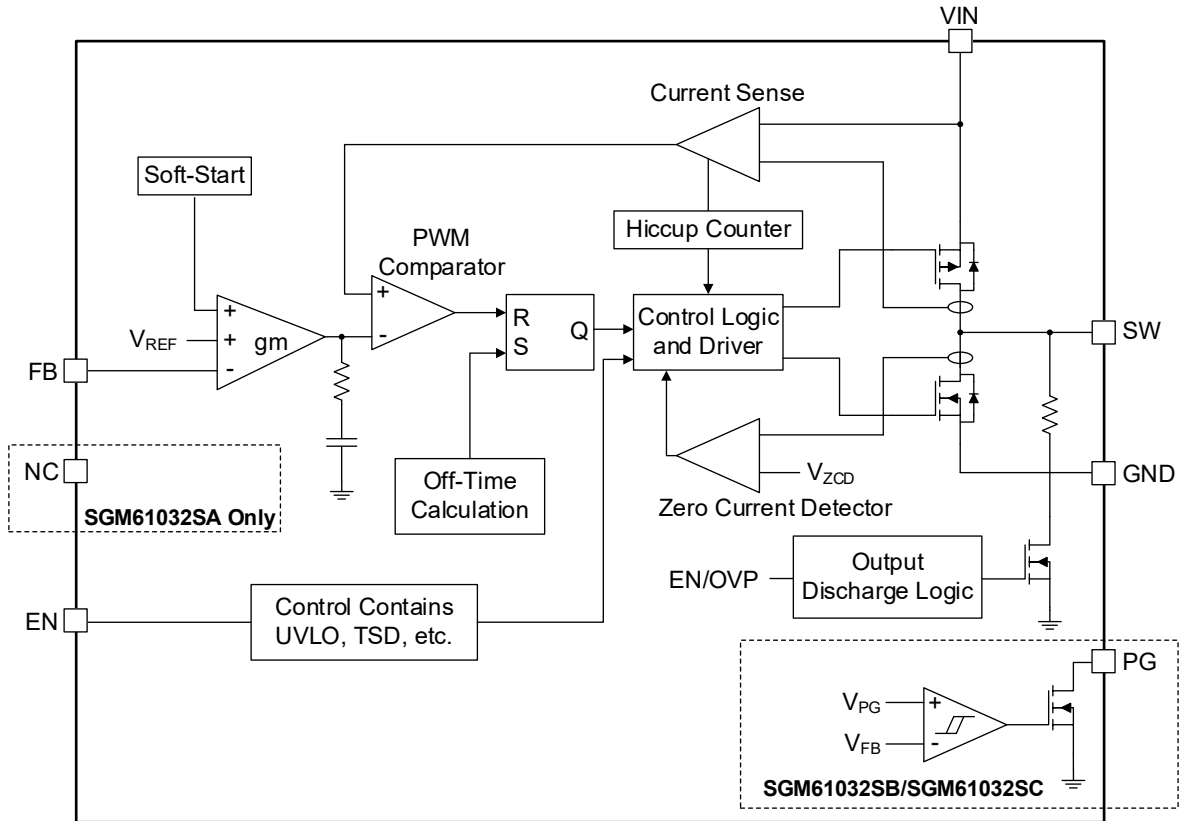 VIN
Current Sense
Soft-Start
Hiccup Counter
PWM
Comparator
+
-
R
S
Q
Control Logic
and Driver
SW
+
VREF
+
gm
-
FB
NC
SGM61032SA Only
Off-Time
Calculation
VZCD
Zero Current Detector
GND
EN/OVP
Output
Discharge Logic
EN
Control Contains
UVLO, TSD, etc.
PG
VPG
+
VFB
-
SGM61032SB/SGM61032SC